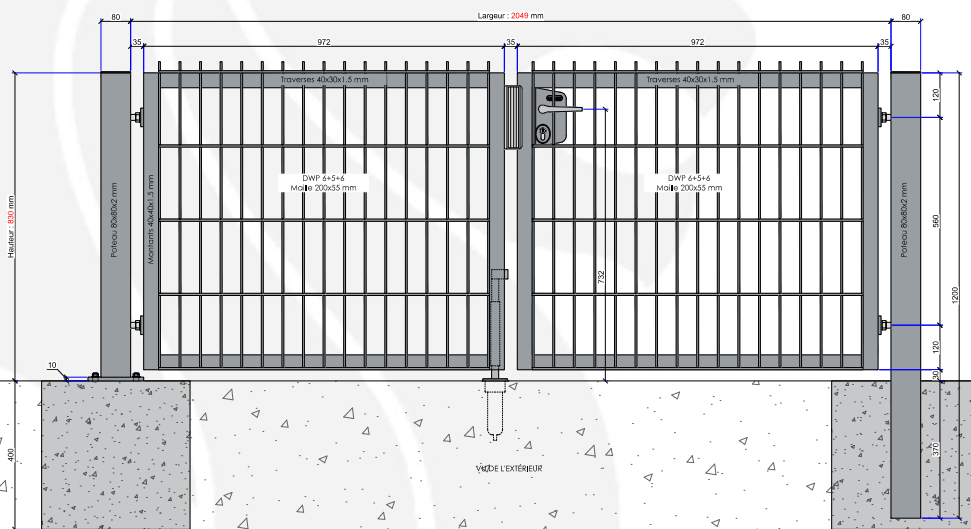 Largeur : 2049 mm
80
80
35
972
35
972
35
Traverses 40x30x1.5 mm
Traverses 40x30x1.5 mm
120
DWP 6+5+6
Maille 200x55 mm
DWP 6+5+6
Maille 200x55 mm
Hauteur : 830 mm
Poteau 80x80x2 mm
Montants 40x40x1.5 mm
Poteau 80x80x2 mm
560
732
1200
120
10
30
400
370
DE L'EXTÉRIEUR